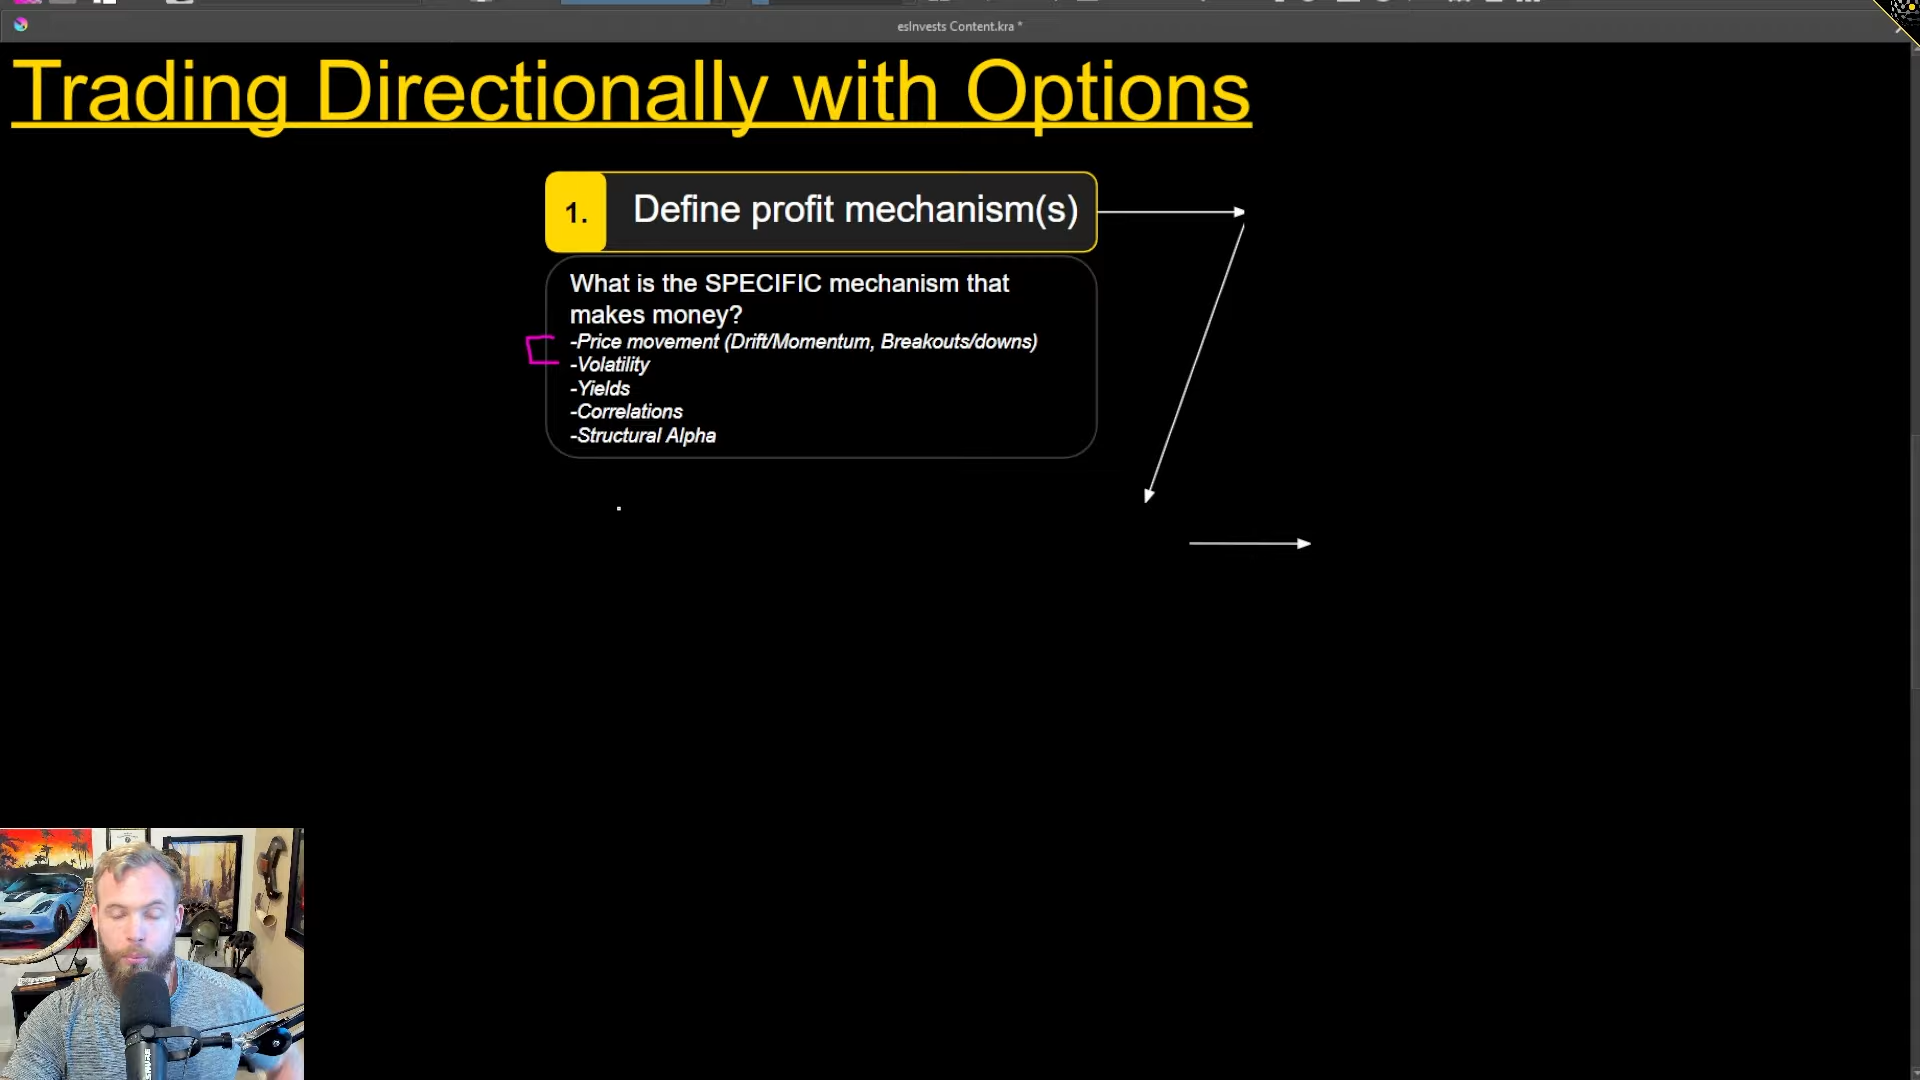 esInvests Content.kra *
Trading Directionally with Options
1. Define profit mechanism(s)
What is the SPECIFIC mechanism that
makes money?
-Price movement (Drift/Momentum, Breakouts/downs)
-Volatility
-Yields
-Correlations
-Structural Alpha